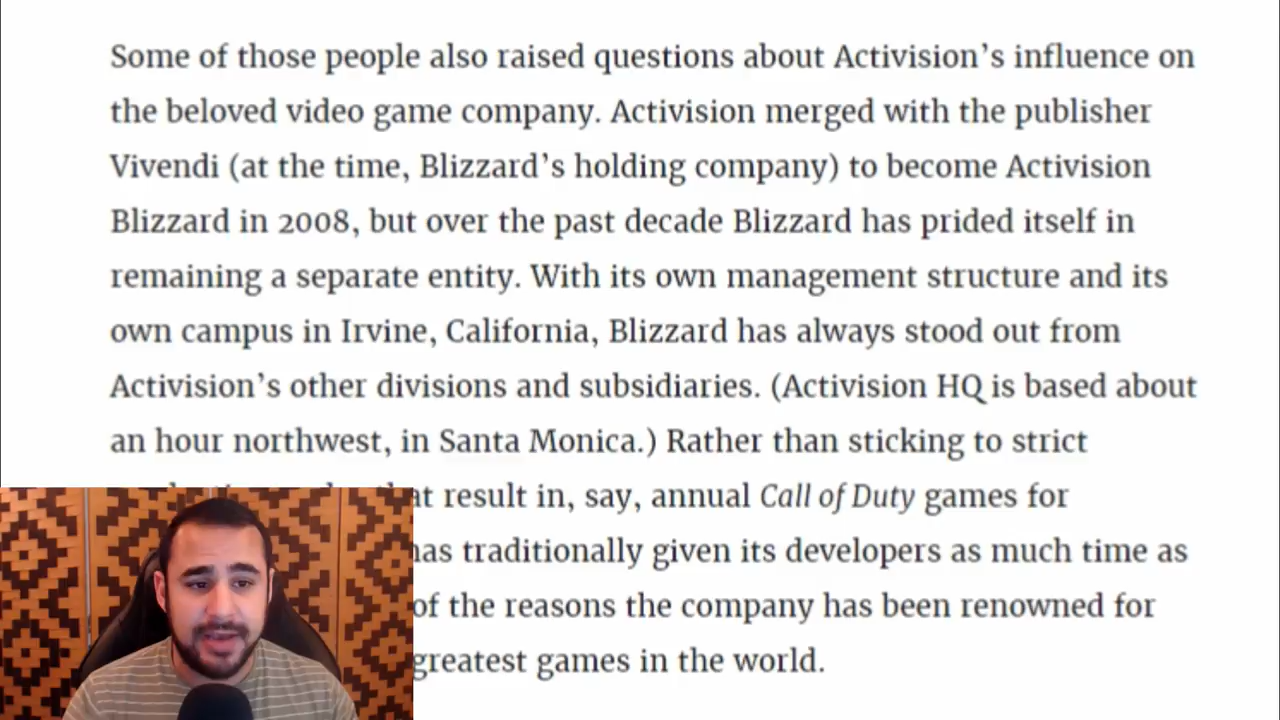 Some of those people also raised questions about Activision’s influence on
the beloved video game company. Activision merged with the publisher
Vivendi (at the time, Blizzard’s holding company) to become Activision
Blizzard in 2008, but over the past decade Blizzard has prided itself in
remaining a separate entity. With its own management structure and its
own campus in Irvine, California, Blizzard has always stood out from
Activision’s other divisions and subsidiaries. (Activision HQ is based about
an hour northwest, in Santa Monica.) Rather than sticking to strict
result in, say, annual Call of Duty games for
has traditionally given its developers as much time as
of the reasons the company has been renowned for
greatest games in the world.